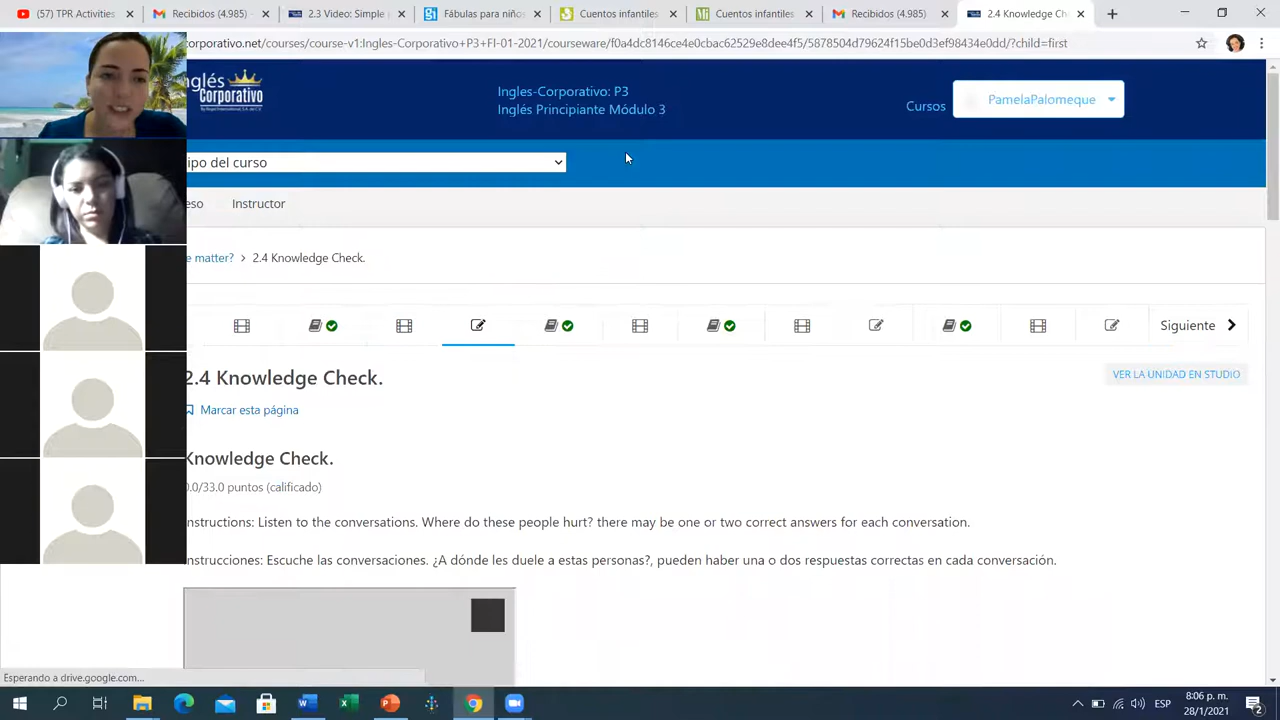 (57) TPR Activities
Recibidos (4.985)
2.3 Video: Simple
Fábulas para niños
Cuentos infantiles
Cuentos infantiles
Recibidos (4.985)
2.4 Knowledge Ch
corporativo.net/courses/course-v1:Ingles-Corporativo+P3+FI-01-2021/courseware/f0a4dc8146ce4e0cbac62529e8dee4f5/5878504d79624f15be0d3ef98434e0dd/?child=first
Inglés
Corporativo
Ingles-Corporativo: P3
Inglés Principiante Módulo 3
Cursos
PamelaPalomeque
ipo del curso
eso
Instructor
e matter? > 2.4 Knowledge Check.
Siguiente
2.4 Knowledge Check.
VER LA UNIDAD EN STUDIO
Marcar esta página
Knowledge Check.
0.0/33.0 puntos (calificado)
nstructions: Listen to the conversations. Where do these people hurt? there may be one or two correct answers for each conversation.
nstrucciones: Escuche las conversaciones. ¿A dónde les duele a estas personas?, pueden haber una o dos respuestas correctas en cada conversación.
Esperando a drive.google.com...
ESP
8:06 p. m.
28/1/2021
2